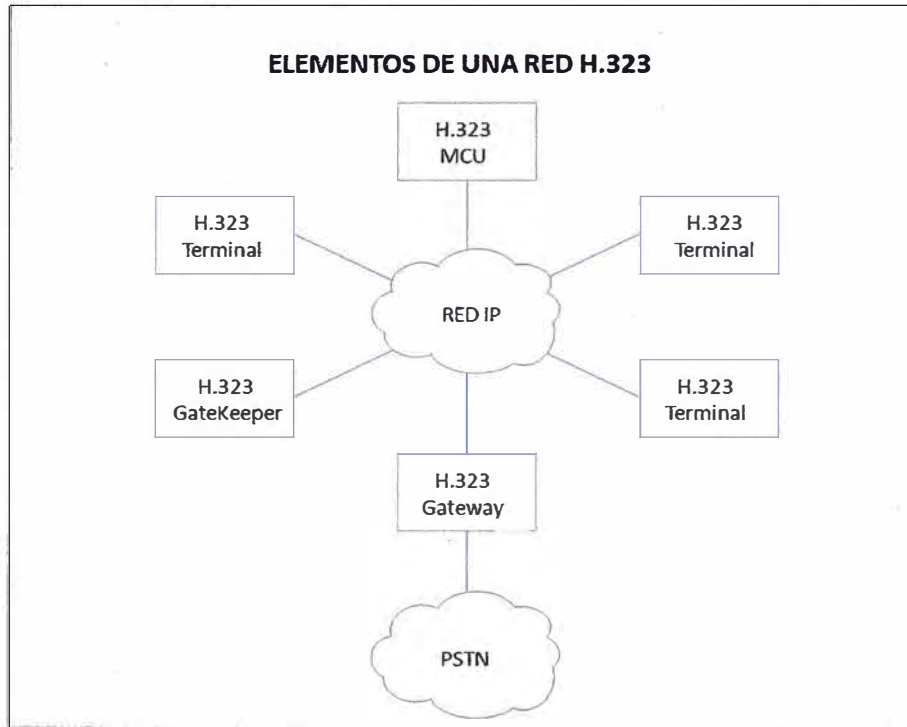 ELEMENTOS DE UNA RED H.323
H.323
MCU
H.323
Terminal
H.323
Terminal
RED IP
H.323
GateKeeper
H.323
Terminal
H.323
Gateway
PSTN